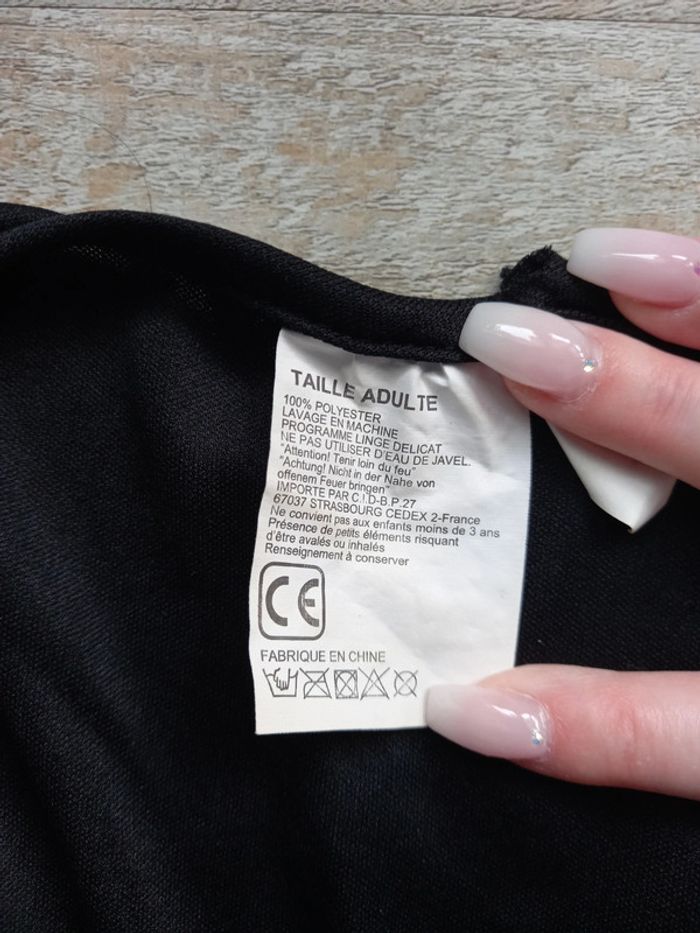 TAILLE ADULTE
100% POLYESTER
LAVAGE EN MACHINE
PROGRAMME LINGE DELICAT
NE PAS UTILISER D'EAU DE JAVEL.
"Attention! Tenir loin du feu"
"Achtung! Nicht in der Nahe von
offenem Feuer bringen"
IMPORTE PAR C.I.D-B.P.27
67037 STRASBOURG CEDEX 2-France
Ne convient pas aux enfants moins de 3 ans
Présence de petits éléments risquant
d'être avalés ou inhalés
Renseignement à conserver
CE
FABRIQUE EN CHINE